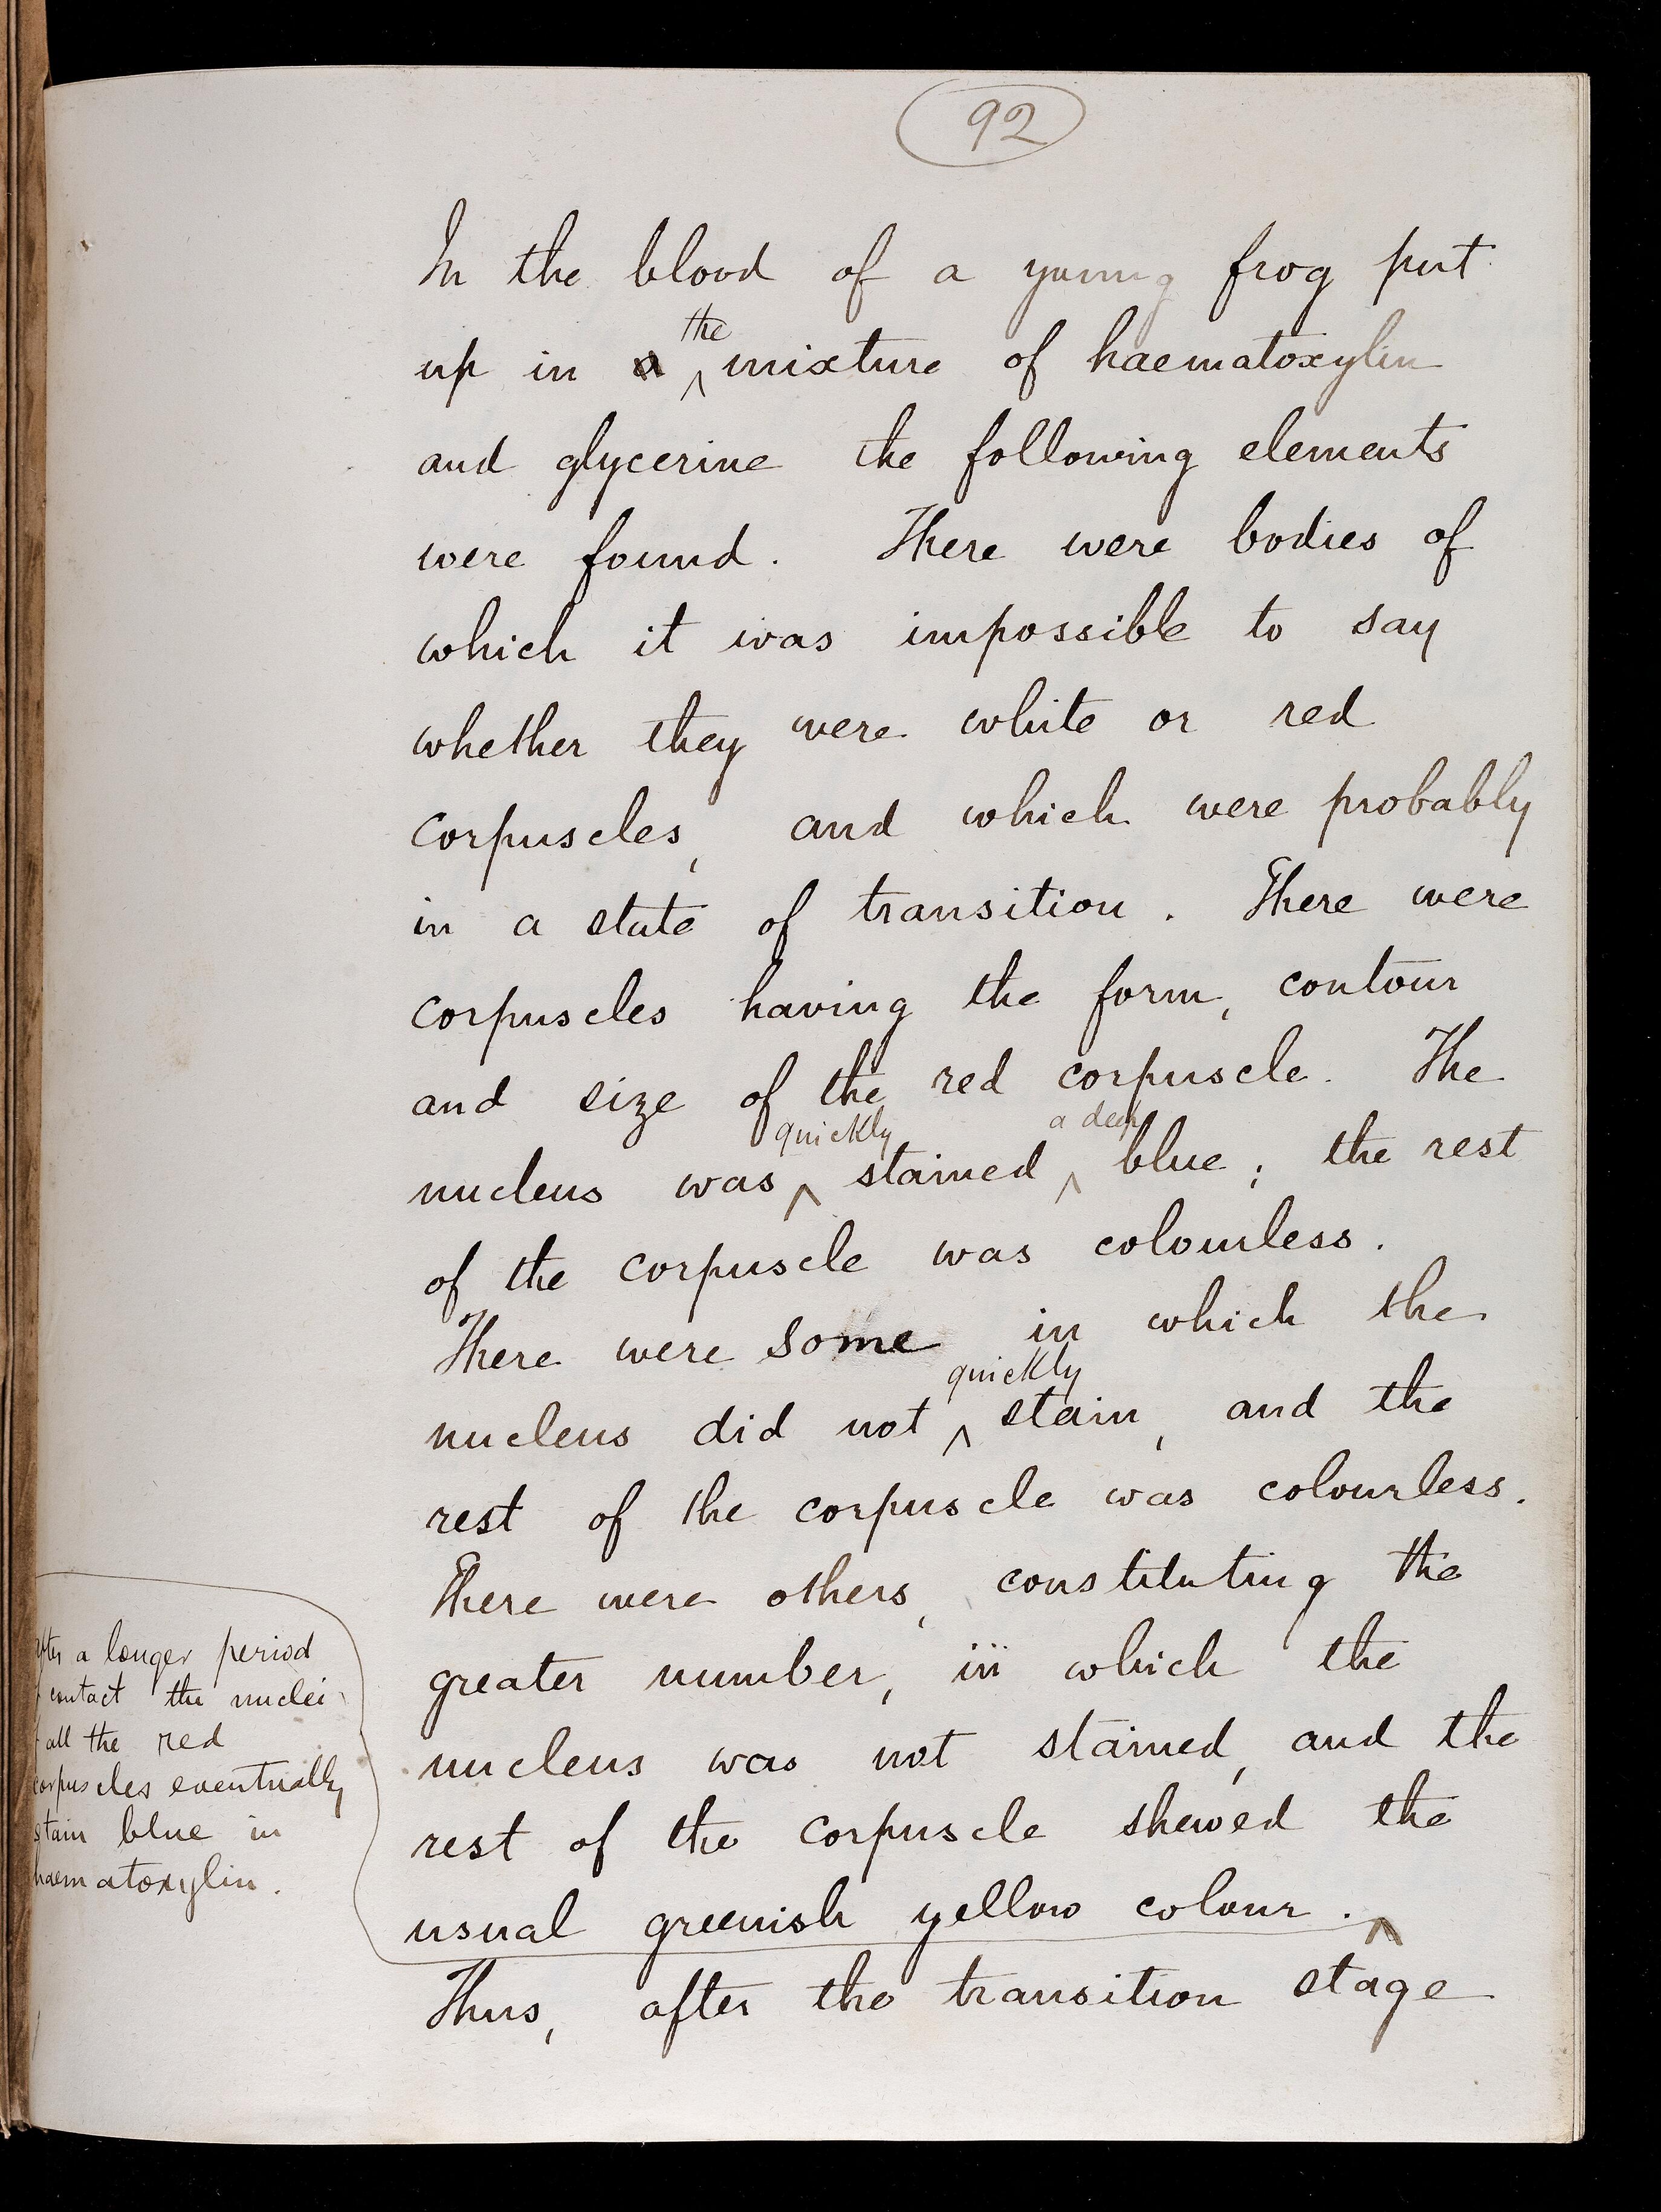 92
In the blood of a young frog put
up in a the mixture of haematoxylin
and glycerine the following elements
were found. There were bodies of
which it was impossible to say
whether they were white or red
corpuscles, and which were probably
in a state of transition. There were
corpuscles having the form, contour
and size of the red corpuscle. The
quickly a deep
nucleus was stained blue; the rest
of the corpuscle was colourless.
There were some in which the
quickly
nucleus did not stain, and the
rest of the corpuscle was colourless.
There were others, constituting the
greater number, in which the
nucleus was not stained, and the
rest of the corpuscle shewed the
usual greenish yellow colour.
Thus, after the transition stage
after a longer period
contact the nuclei
all the red
corpuscles eventually
stain blue in
haematoxylin.